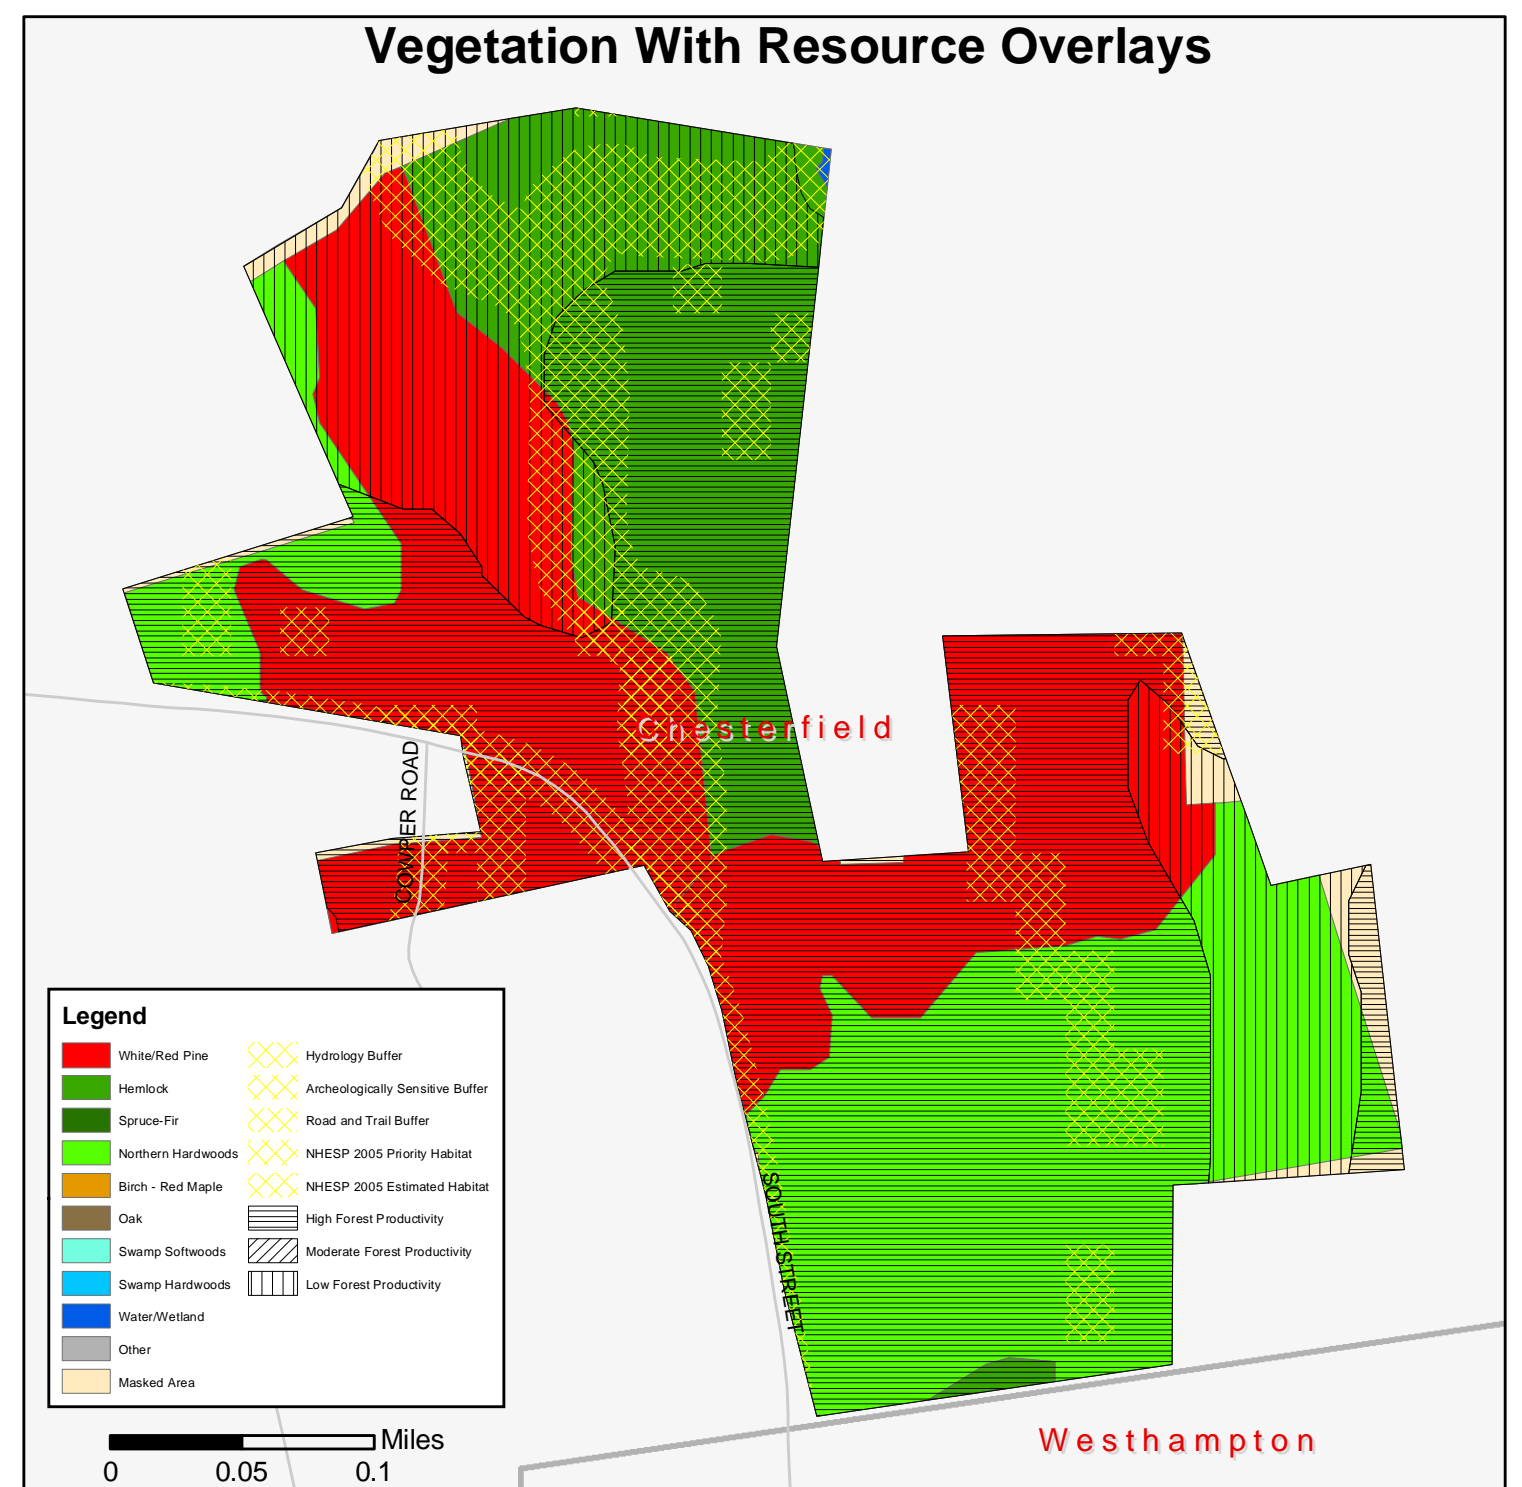 Vegetation With Resource Overlays
Chesterfield
COWPER ROAD
SOUTH STREET
Legend
White/Red Pine
Hemlock
Spruce-Fir
Northern Hardwoods
Birch - Red Maple
Oak
Swamp Softwoods
Swamp Hardwoods
Water/Wetland
Other
Masked Area
Hydrology Buffer
Archeologically Sensitive Buffer
Road and Trail Buffer
NHESP 2005 Priority Habitat
NHESP 2005 Estimated Habitat
High Forest Productivity
Moderate Forest Productivity
Low Forest Productivity
Miles
0 0.05 0.1
Westhampton